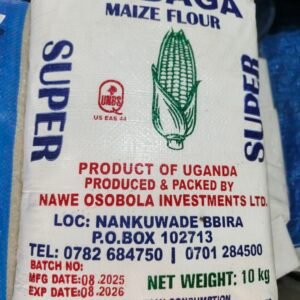 MAIZE FLOUR
SUPER
SUPER
UNBS
Q
US EAS 44
PRODUCT OF UGANDA
PRODUCED & PACKED BY
NAWE OSOBOLA INVESTMENTS LTD.
LOC: NANKUWADE BBIRA
P.O.BOX 102713
TEL: 0782 684750 | 0701 284500
BATCH NO:
MFG DATE:08.2025
EXP DATE:08.2026
NET WEIGHT: 10 kg
CONSUMPTION